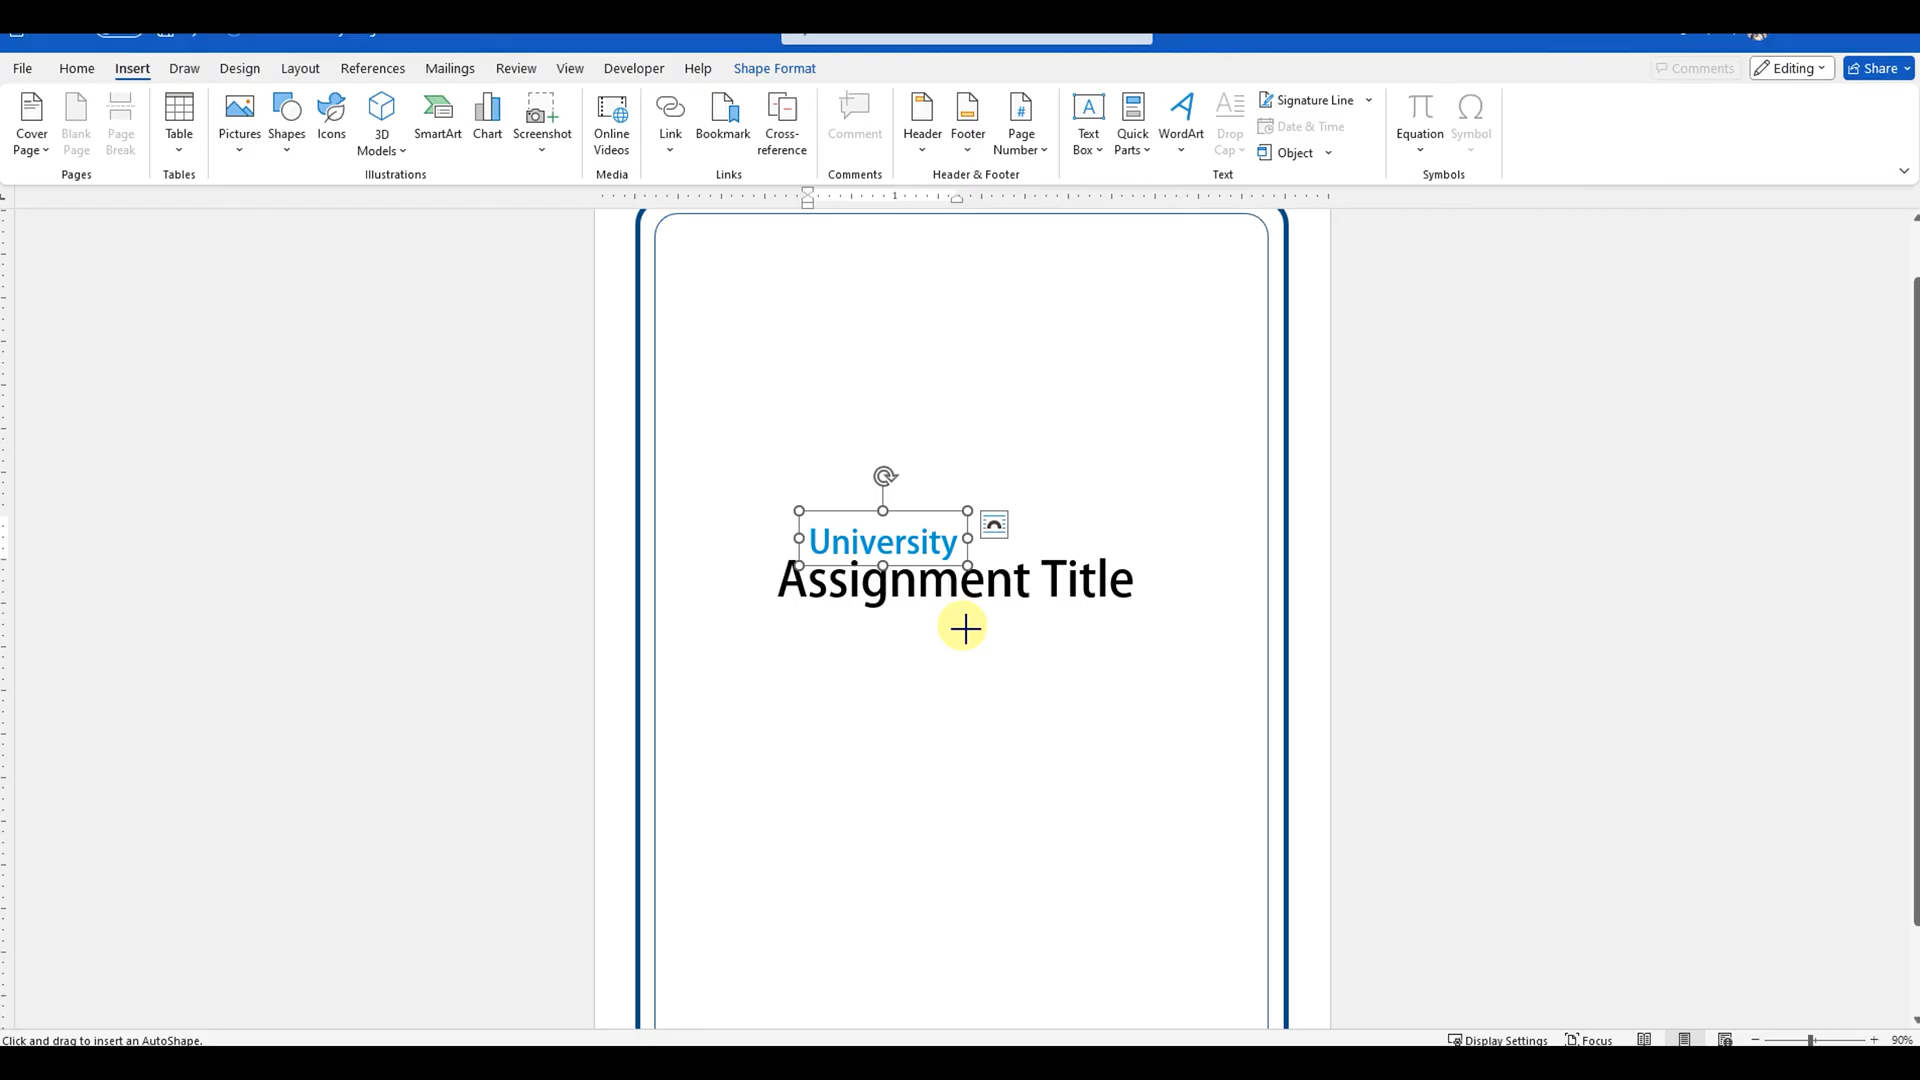 File Home Insert Draw Design Layout References Mailings Review View Developer Help Shape Format Comments Editing Share
Cover Page
Blank Page
Page Break
Table
Pictures
Shapes
Icons
3D Models
SmartArt
Chart
Screenshot
Online Videos
Link
Bookmark
Cross-reference
Comment
Header
Footer
Page Number
Text Box
Quick Parts
WordArt
Drop Cap
Signature Line
Date & Time
Object
Equation
Symbol
Pages Tables Illustrations Media Links Comments Header & Footer Text Symbols
1
University
Assignment Title
Click and drag to insert an AutoShape.
Display Settings Focus 90%